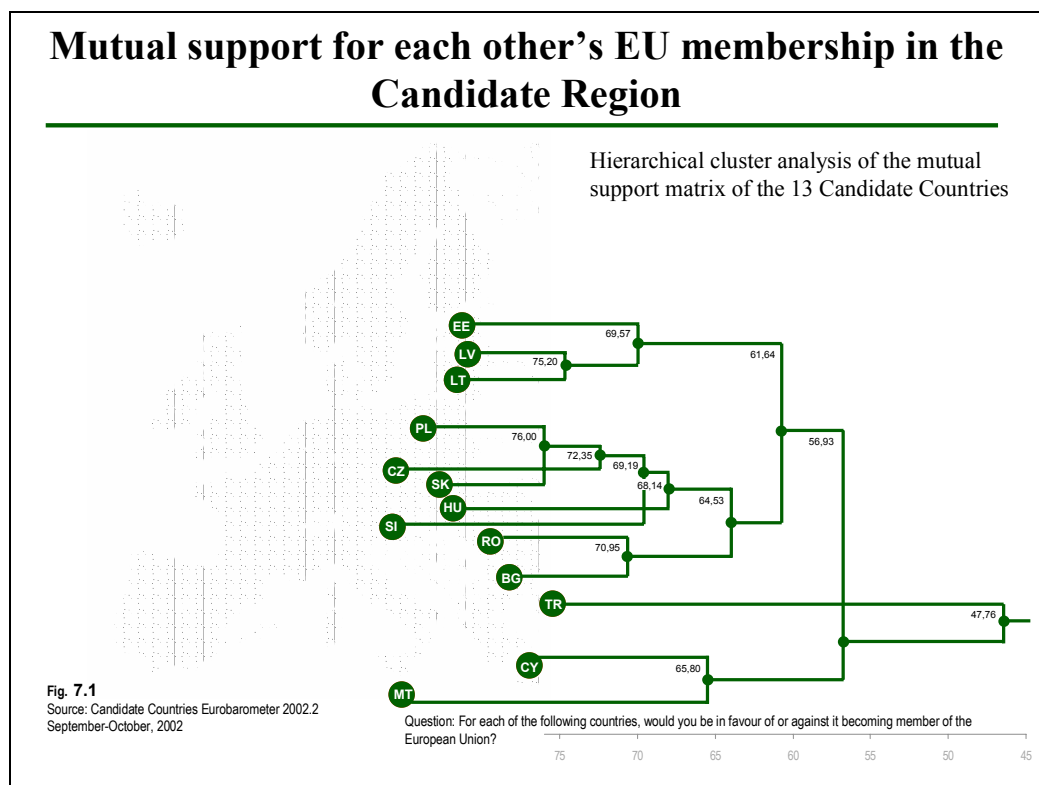 Mutual support for each other’s EU membership in the
Candidate Region
Hierarchical cluster analysis of the mutual
support matrix of the 13 Candidate Countries
EE
69,57
LV
75,20
61,64
LT
PL
76,00
56,93
CZ
72,35
69,19
SK
68,14
HU
64,53
SI
RO
70,95
BG
TR
47,76
CY
65,80
MT
Fig. 7.1
Source: Candidate Countries Eurobarometer 2002.2
September-October, 2002
Question: For each of the following countries, would you be in favour of or against it becoming member of the
European Union?
75 70 65 60 55 50 45